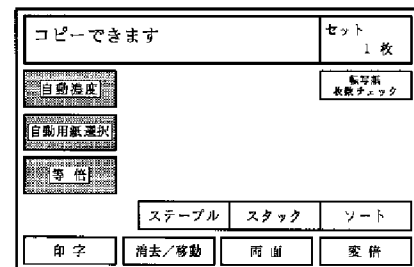 コピーできます
セット
1 枚
自動濃度
転写紙
枚数チェック
自動用紙選択
等 倍
ステープル
スタック
ソート
印 字
消去/移動
両 面
変 倍